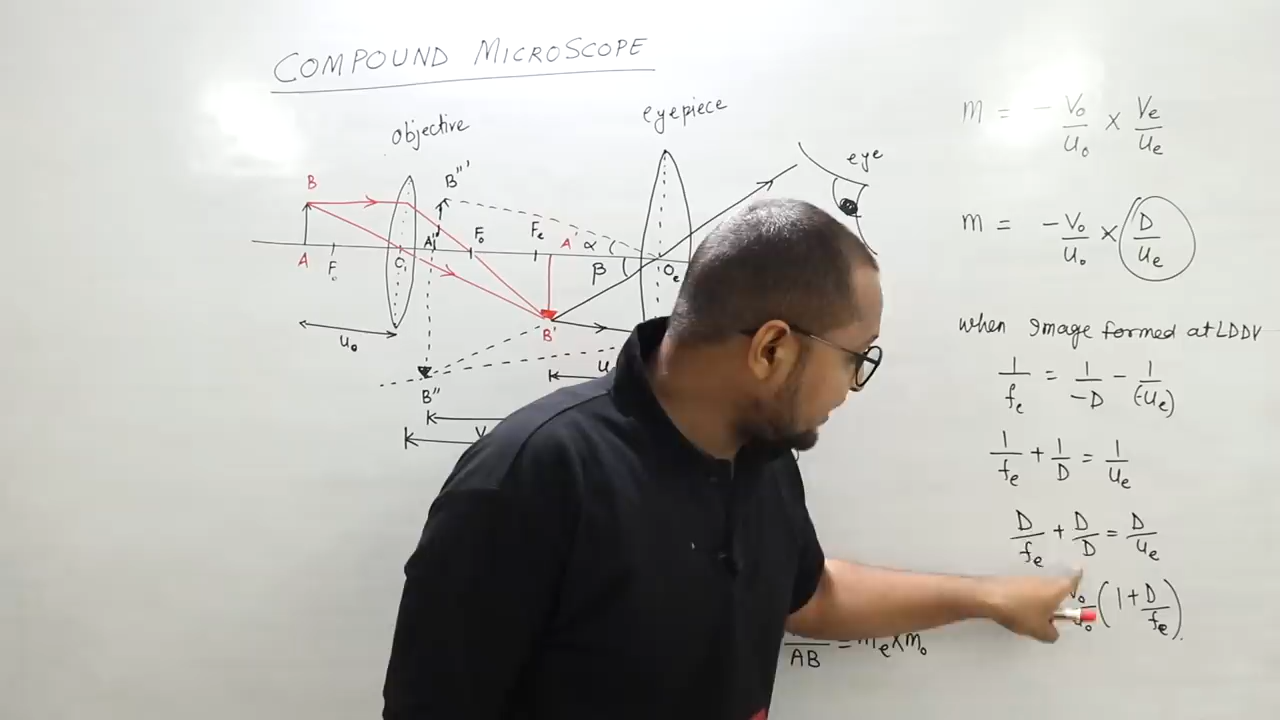 COMPOUND MICROSCOPE
objective
eyepiece
eye
B
B'''
A
F₀
C
A''
F₀
Fₑ
A'
α
β
Oₑ
B'
B''
u₀
u
V
AB = mₑ × m₀
m = - V₀/u₀ × Vₑ/uₑ
m = -V₀/u₀ × (D/uₑ)
when Image formed at LDDV
1/fₑ = 1/-D - 1/(-uₑ)
1/fₑ + 1/D = 1/uₑ
D/fₑ + D/D = D/uₑ
V₀/u₀ (1 + D/fₑ).